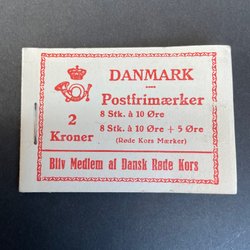 DANMARK
Postfrimærker
2
Kroner
8 Stk. à 10 Øre
8 Stk. à 10 Øre + 5 Øre
(Røde Kors Mærker)
Bliv Medlem af Dansk Røde Kors